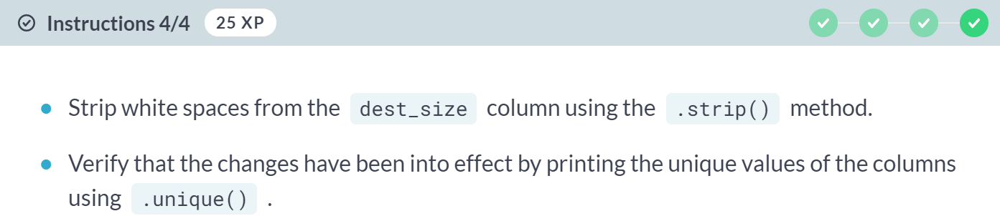 Instructions 4/4 25 XP
Strip white spaces from the dest_size column using the .strip() method.
Verify that the changes have been into effect by printing the unique values of the columns
using .unique() .